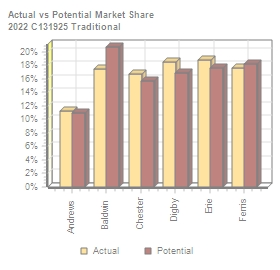 Actual vs Potential Market Share
2022 C131925 Traditional
20%
18%
16%
14%
12%
10%
8%
6%
4%
2%
0%
Andrews
Baldwin
Chester
Digby
Erie
Ferris
Actual
Potential